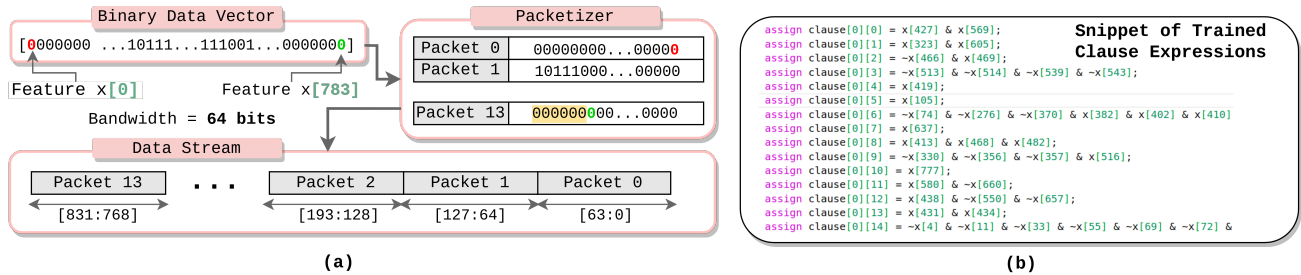 Binary Data Vector
[00000000 ...10111...111001...00000000]
Feature x[0]
Feature x[783]
Bandwidth = 64 bits
Packetizer
Packet 0 00000000...00000
Packet 1 10111000...00000
Packet 13 000000000...0000
Data Stream
Packet 13 ... Packet 2 Packet 1 Packet 0
[831:768] [193:128] [127:64] [63:0]
(a)
Snippet of Trained
Clause Expressions
assign clause[0][0] = x[427] & x[569];
assign clause[0][1] = x[323] & x[605];
assign clause[0][2] = ~x[466] & x[469];
assign clause[0][3] = ~x[513] & ~x[514] & ~x[539] & ~x[543];
assign clause[0][4] = x[419];
assign clause[0][5] = x[105];
assign clause[0][6] = ~x[74] & ~x[276] & ~x[370] & x[382] & x[402] & x[410]
assign clause[0][7] = x[637];
assign clause[0][8] = x[413] & x[468] & x[482];
assign clause[0][9] = ~x[330] & ~x[356] & ~x[357] & x[516];
assign clause[0][10] = x[777];
assign clause[0][11] = x[580] & ~x[660];
assign clause[0][12] = x[438] & ~x[550] & ~x[657];
assign clause[0][13] = x[431] & x[434];
assign clause[0][14] = ~x[4] & ~x[11] & ~x[33] & ~x[55] & ~x[69] & ~x[72] &
(b)